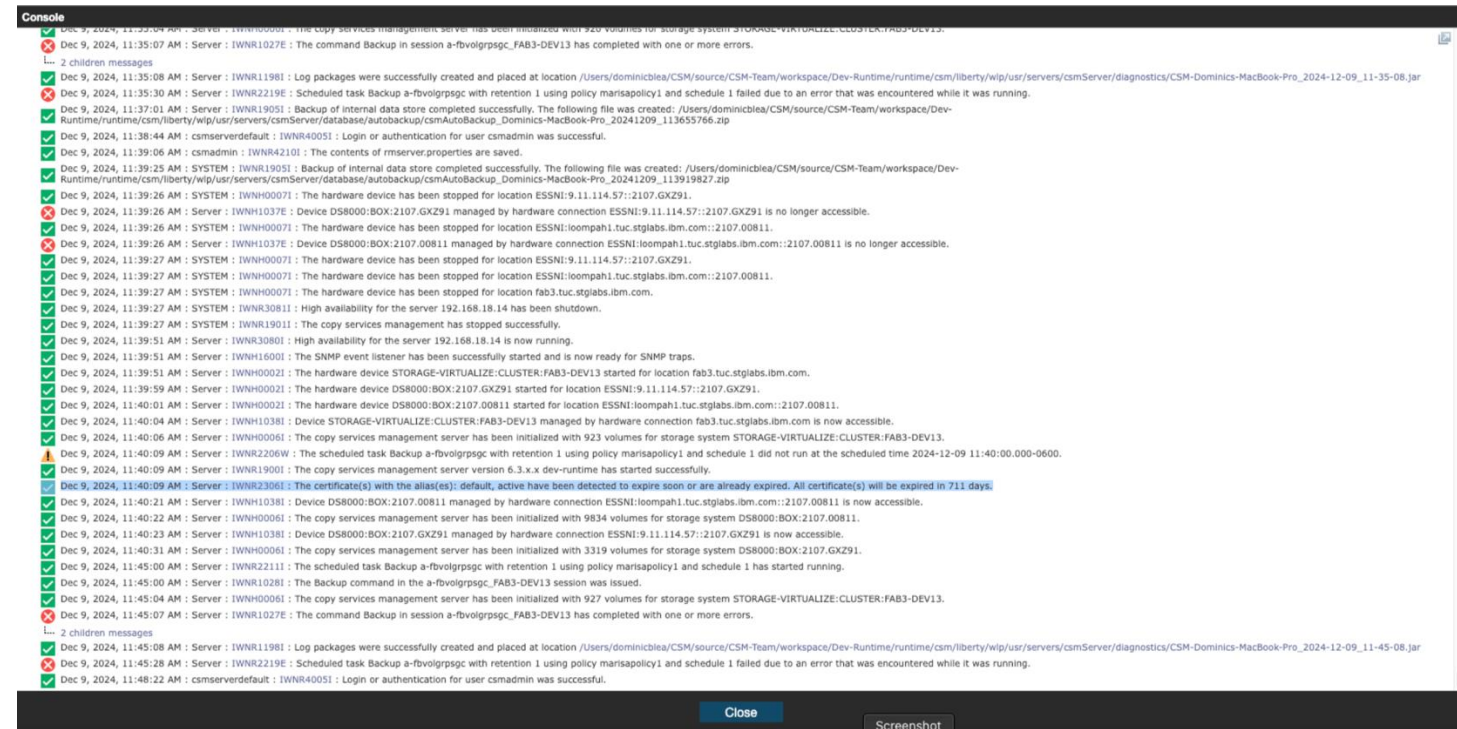 Console
Dec 9, 2024, 11:35:04 AM : Server : IWNH0006I : The copy services management server has been initialized with 920 volumes for storage system STORAGE-VIRTUALIZE:CLUSTER:FAB3-DEV13.
Dec 9, 2024, 11:35:07 AM : Server : IWNR1027E : The command Backup in session a-fbvolgrpsgc_FAB3-DEV13 has completed with one or more errors.
2 children messages
Dec 9, 2024, 11:35:08 AM : Server : IWNR1198I : Log packages were successfully created and placed at location /Users/dominicblea/CSM/source/CSM-Team/workspace/Dev-Runtime/runtime/csm/liberty/wlp/usr/servers/csmServer/diagnostics/CSM-Dominics-MacBook-Pro_2024-12-09_11-35-08.jar
Dec 9, 2024, 11:35:30 AM : Server : IWNR2219E : Scheduled task Backup a-fbvolgrpsgc with retention 1 using policy marisapolicy1 and schedule 1 failed due to an error that was encountered while it was running.
Dec 9, 2024, 11:37:01 AM : Server : IWNR1905I : Backup of internal data store completed successfully. The following file was created: /Users/dominicblea/CSM/source/CSM-Team/workspace/Dev-
Runtime/runtime/csm/liberty/wlp/usr/servers/csmServer/database/autobackup/csmAutoBackup_Dominics-MacBook-Pro_20241209_113655766.zip
Dec 9, 2024, 11:38:44 AM : csmserverdefault : IWNR4005I : Login or authentication for user csmadmin was successful.
Dec 9, 2024, 11:39:06 AM : csmadmin : IWNR4210I : The contents of rmserver.properties are saved.
Dec 9, 2024, 11:39:25 AM : SYSTEM : IWNR1905I : Backup of internal data store completed successfully. The following file was created: /Users/dominicblea/CSM/source/CSM-Team/workspace/Dev-
Runtime/runtime/csm/liberty/wlp/usr/servers/csmServer/database/autobackup/csmAutoBackup_Dominics-MacBook-Pro_20241209_113919827.zip
Dec 9, 2024, 11:39:26 AM : SYSTEM : IWNH0007I : The hardware device has been stopped for location ESSNI:9.11.114.57::2107.GXZ91.
Dec 9, 2024, 11:39:26 AM : Server : IWNH1037E : Device DS8000:BOX:2107.GXZ91 managed by hardware connection ESSNI:9.11.114.57::2107.GXZ91 is no longer accessible.
Dec 9, 2024, 11:39:26 AM : SYSTEM : IWNH0007I : The hardware device has been stopped for location ESSNI:loompah1.tuc.stglabs.ibm.com::2107.00811.
Dec 9, 2024, 11:39:26 AM : Server : IWNH1037E : Device DS8000:BOX:2107.00811 managed by hardware connection ESSNI:loompah1.tuc.stglabs.ibm.com::2107.00811 is no longer accessible.
Dec 9, 2024, 11:39:27 AM : SYSTEM : IWNH0007I : The hardware device has been stopped for location ESSNI:9.11.114.57::2107.GXZ91.
Dec 9, 2024, 11:39:27 AM : SYSTEM : IWNH0007I : The hardware device has been stopped for location ESSNI:loompah1.tuc.stglabs.ibm.com::2107.00811.
Dec 9, 2024, 11:39:27 AM : SYSTEM : IWNH0007I : The hardware device has been stopped for location fab3.tuc.stglabs.ibm.com.
Dec 9, 2024, 11:39:27 AM : SYSTEM : IWNR3081I : High availability for the server 192.168.18.14 has been shutdown.
Dec 9, 2024, 11:39:27 AM : SYSTEM : IWNR1901I : The copy services management has stopped successfully.
Dec 9, 2024, 11:39:51 AM : Server : IWNR3080I : High availability for the server 192.168.18.14 is now running.
Dec 9, 2024, 11:39:51 AM : Server : IWNH1600I : The SNMP event listener has been successfully started and is now ready for SNMP traps.
Dec 9, 2024, 11:39:51 AM : Server : IWNH0002I : The hardware device STORAGE-VIRTUALIZE:CLUSTER:FAB3-DEV13 started for location fab3.tuc.stglabs.ibm.com.
Dec 9, 2024, 11:39:59 AM : Server : IWNH0002I : The hardware device DS8000:BOX:2107.GXZ91 started for location ESSNI:9.11.114.57::2107.GXZ91.
Dec 9, 2024, 11:40:01 AM : Server : IWNH0002I : The hardware device DS8000:BOX:2107.00811 started for location ESSNI:loompah1.tuc.stglabs.ibm.com::2107.00811.
Dec 9, 2024, 11:40:04 AM : Server : IWNH1038I : Device STORAGE-VIRTUALIZE:CLUSTER:FAB3-DEV13 managed by hardware connection fab3.tuc.stglabs.ibm.com is now accessible.
Dec 9, 2024, 11:40:06 AM : Server : IWNH0006I : The copy services management server has been initialized with 923 volumes for storage system STORAGE-VIRTUALIZE:CLUSTER:FAB3-DEV13.
Dec 9, 2024, 11:40:09 AM : Server : IWNR2206W : The scheduled task Backup a-fbvolgrpsgc with retention 1 using policy marisapolicy1 and schedule 1 did not run at the scheduled time 2024-12-09 11:40:00.000-0600.
Dec 9, 2024, 11:40:09 AM : Server : IWNR1900I : The copy services management server version 6.3.x.x dev-runtime has started successfully.
Dec 9, 2024, 11:40:09 AM : Server : IWNR2306I : The certificate(s) with the alias(es): default, active have been detected to expire soon or are already expired. All certificate(s) will be expired in 711 days.
Dec 9, 2024, 11:40:21 AM : Server : IWNH1038I : Device DS8000:BOX:2107.00811 managed by hardware connection ESSNI:loompah1.tuc.stglabs.ibm.com::2107.00811 is now accessible.
Dec 9, 2024, 11:40:22 AM : Server : IWNH0006I : The copy services management server has been initialized with 9834 volumes for storage system DS8000:BOX:2107.00811.
Dec 9, 2024, 11:40:23 AM : Server : IWNH1038I : Device DS8000:BOX:2107.GXZ91 managed by hardware connection ESSNI:9.11.114.57::2107.GXZ91 is now accessible.
Dec 9, 2024, 11:40:31 AM : Server : IWNH0006I : The copy services management server has been initialized with 3319 volumes for storage system DS8000:BOX:2107.GXZ91.
Dec 9, 2024, 11:45:00 AM : Server : IWNR2211I : The scheduled task Backup a-fbvolgrpsgc with retention 1 using policy marisapolicy1 and schedule 1 has started running.
Dec 9, 2024, 11:45:00 AM : Server : IWNR1028I : The Backup command in the a-fbvolgrpsgc_FAB3-DEV13 session was issued.
Dec 9, 2024, 11:45:04 AM : Server : IWNH0006I : The copy services management server has been initialized with 927 volumes for storage system STORAGE-VIRTUALIZE:CLUSTER:FAB3-DEV13.
Dec 9, 2024, 11:45:07 AM : Server : IWNR1027E : The command Backup in session a-fbvolgrpsgc_FAB3-DEV13 has completed with one or more errors.
2 children messages
Dec 9, 2024, 11:45:08 AM : Server : IWNR1198I : Log packages were successfully created and placed at location /Users/dominicblea/CSM/source/CSM-Team/workspace/Dev-Runtime/runtime/csm/liberty/wlp/usr/servers/csmServer/diagnostics/CSM-Dominics-MacBook-Pro_2024-12-09_11-45-08.jar
Dec 9, 2024, 11:45:28 AM : Server : IWNR2219E : Scheduled task Backup a-fbvolgrpsgc with retention 1 using policy marisapolicy1 and schedule 1 failed due to an error that was encountered while it was running.
Dec 9, 2024, 11:48:22 AM : csmserverdefault : IWNR4005I : Login or authentication for user csmadmin was successful.
Close
Screenshot